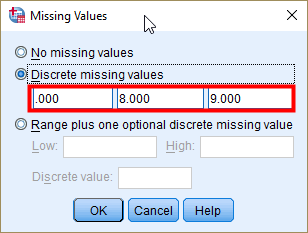 Missing Values
No missing values
Discrete missing values
.000 8.000 9.000
Range plus one optional discrete missing value
Low: High:
Discrete value:
OK Cancel Help